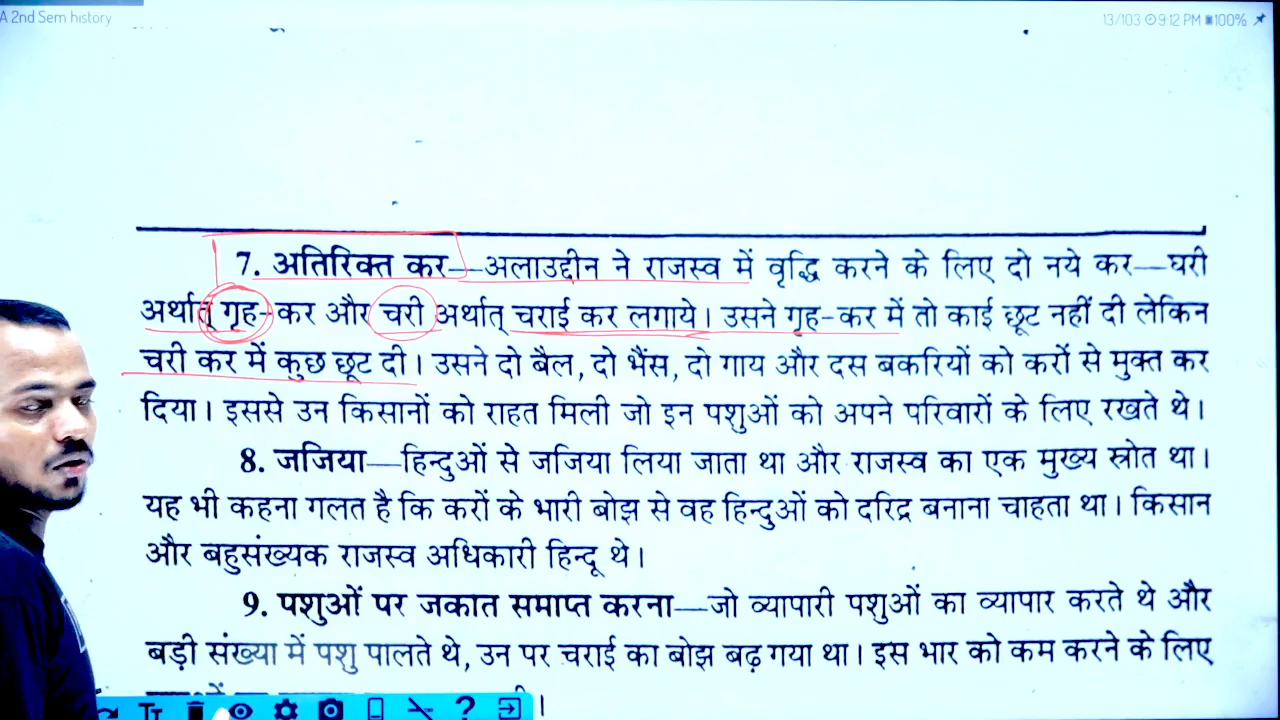 A 2nd Sem history
13/103 9:12 PM 100%
7. अतिरिक्त कर—अलाउद्दीन ने राजस्व में वृद्धि करने के लिए दो नये कर—घरी
अर्थात् गृह-कर और चरी अर्थात् चराई कर लगाये। उसने गृह-कर में तो काई छूट नहीं दी लेकिन
चरी कर में कुछ छूट दी। उसने दो बैल, दो भैंस, दो गाय और दस बकरियों को करों से मुक्त कर
दिया। इससे उन किसानों को राहत मिली जो इन पशुओं को अपने परिवारों के लिए रखते थे।
8. जजिया—हिन्दुओं से जजिया लिया जाता था और राजस्व का एक मुख्य स्रोत था।
यह भी कहना गलत है कि करों के भारी बोझ से वह हिन्दुओं को दरिद्र बनाना चाहता था। किसान
और बहुसंख्यक राजस्व अधिकारी हिन्दू थे।
9. पशुओं पर जकात समाप्त करना—जो व्यापारी पशुओं का व्यापार करते थे और
बड़ी संख्या में पशु पालते थे, उन पर चराई का बोझ बढ़ गया था। इस भार को कम करने के लिए